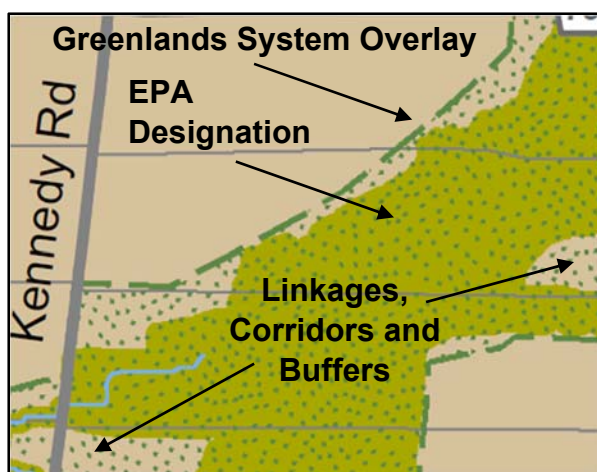 Greenlands System Overlay
EPA
Designation
Kennedy Rd
Linkages,
Corridors and
Buffers